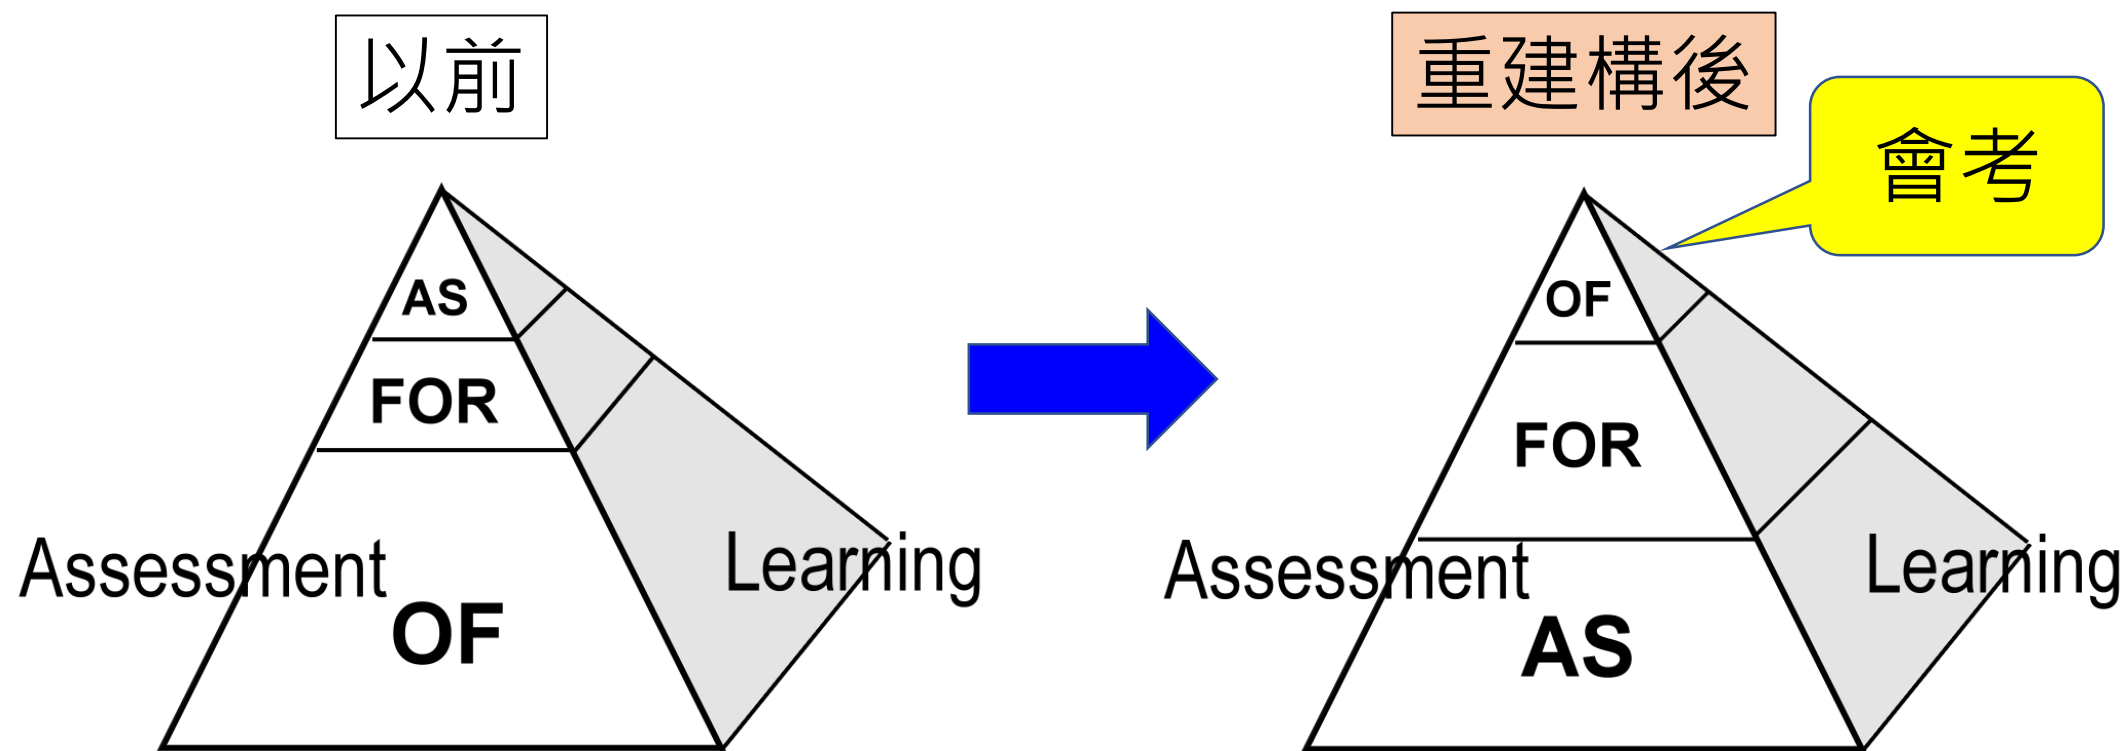 以前
重建構後
會考
AS
FOR
Assessment
OF
Learning
OF
FOR
Assessment
AS
Learning